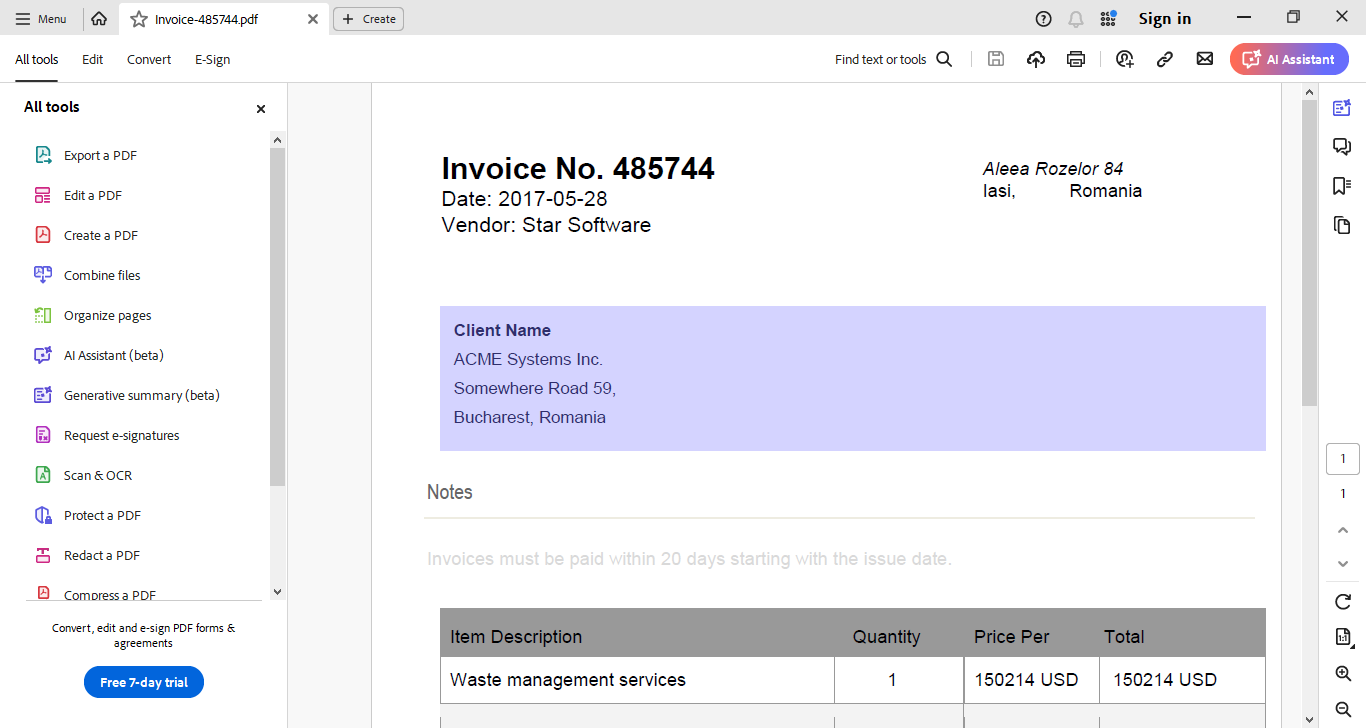 Menu
Invoice-485744.pdf
Create
Sign in
All tools
Edit
Convert
E-Sign
Find text or tools
AI Assistant
All tools
Export a PDF
Edit a PDF
Create a PDF
Combine files
Organize pages
AI Assistant (beta)
Generative summary (beta)
Request e-signatures
Scan & OCR
Protect a PDF
Redact a PDF
Compress a PDF
Convert, edit and e-sign PDF forms &
agreements
Free 7-day trial
Invoice No. 485744
Date: 2017-05-28
Vendor: Star Software
Aleea Rozelor 84
Iasi, Romania
Client Name
ACME Systems Inc.
Somewhere Road 59,
Bucharest, Romania
Notes
Invoices must be paid within 20 days starting with the issue date.
Item Description Quantity Price Per Total
Waste management services 1 150214 USD 150214 USD
1
1
1:1